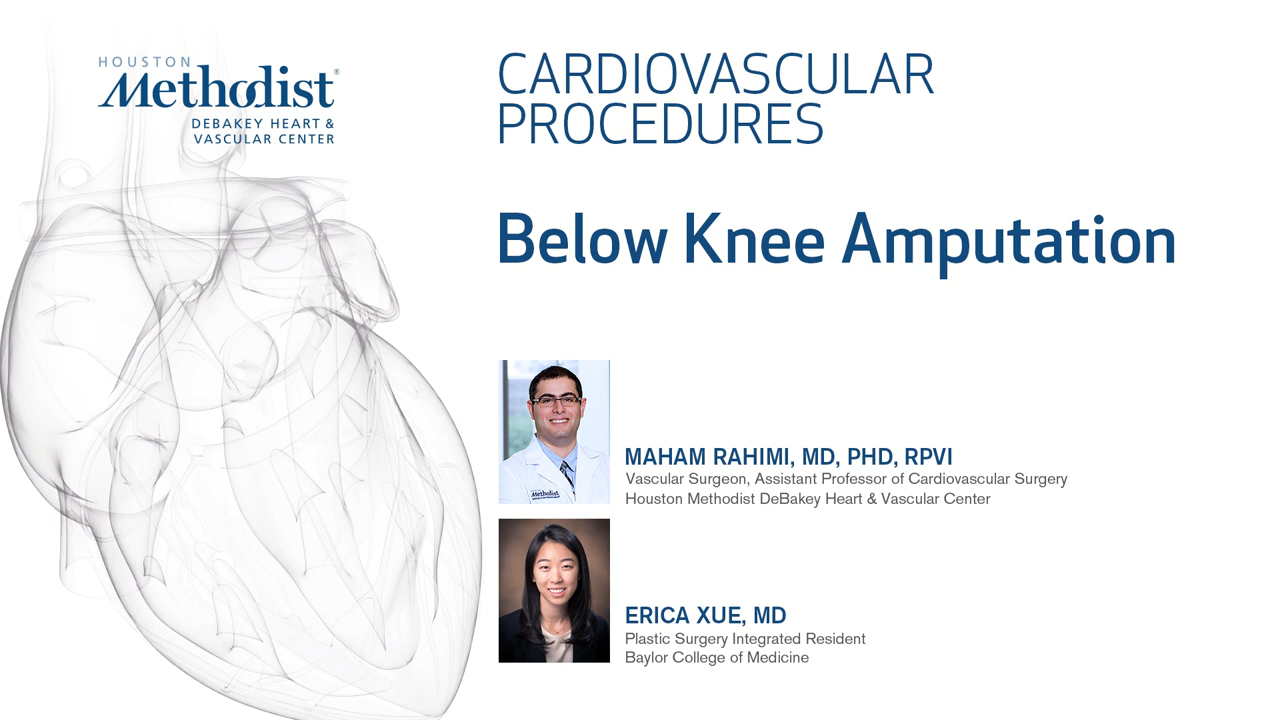 HOUSTON
Methodist®
DEBAKEY HEART &
VASCULAR CENTER
CARDIOVASCULAR
PROCEDURES
Below Knee Amputation
Methodist
MAHAM RAHIMI, MD, PHD, RPVI
Vascular Surgeon, Assistant Professor of Cardiovascular Surgery
Houston Methodist DeBakey Heart & Vascular Center
ERICA XUE, MD
Plastic Surgery Integrated Resident
Baylor College of Medicine